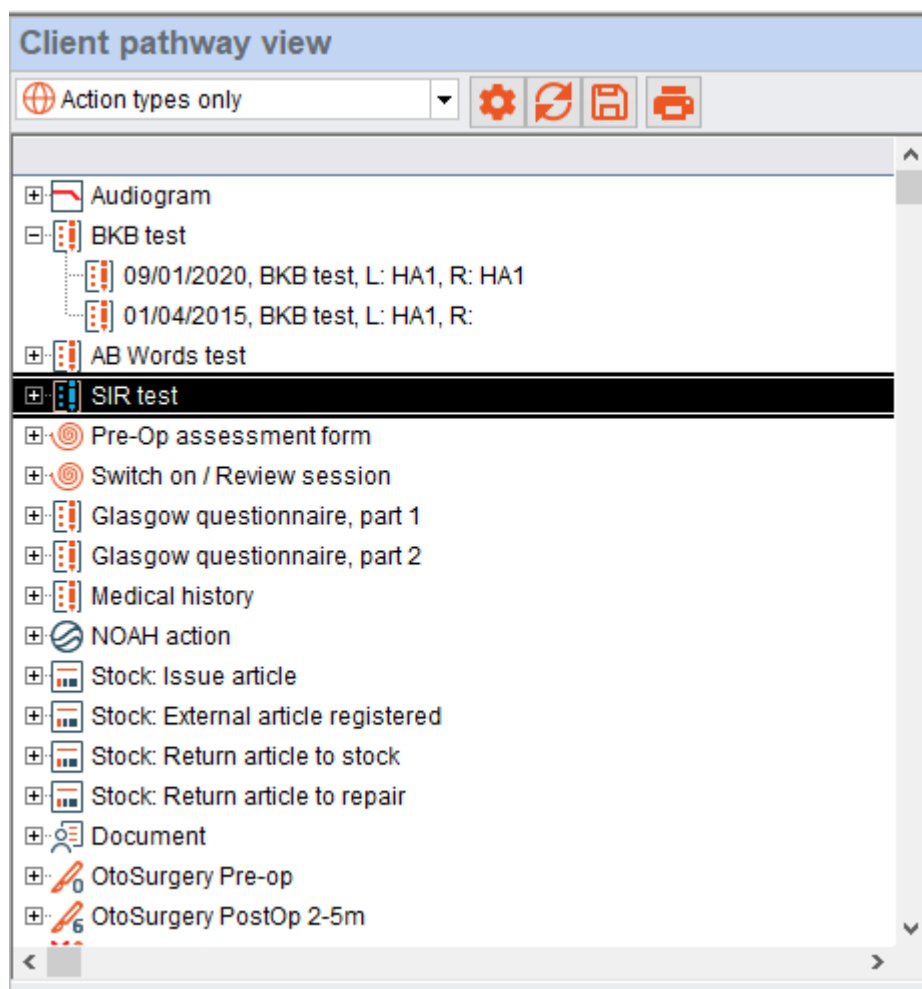 Client pathway view
Action types only
Audiogram
BKB test
09/01/2020, BKB test, L: HA1, R: HA1
01/04/2015, BKB test, L: HA1, R:
AB Words test
SIR test
Pre-Op assessment form
Switch on / Review session
Glasgow questionnaire, part 1
Glasgow questionnaire, part 2
Medical history
NOAH action
Stock: Issue article
Stock: External article registered
Stock: Return article to stock
Stock: Return article to repair
Document
0 OtoSurgery Pre-op
6 OtoSurgery PostOp 2-5m